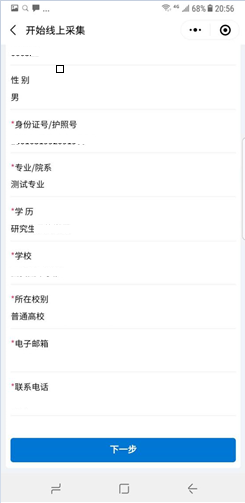 68% 20:56
开始线上采集
性 别
男
*身份证号/护照号
*专业/院系
测试专业
*学 历
研究生
*学校
*所在校别
普通高校
*电子邮箱
*联系电话
下一步